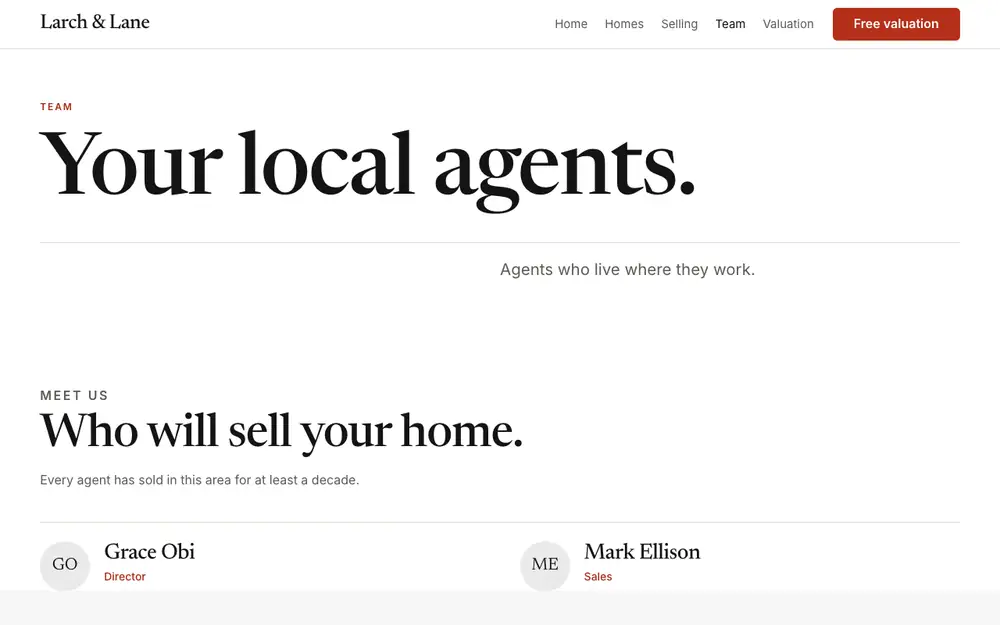 Larch & Lane
Home Homes Selling Team Valuation Free valuation
TEAM
Your local agents.
Agents who live where they work.
MEET US
Who will sell your home.
Every agent has sold in this area for at least a decade.
GO Grace Obi
Director
ME Mark Ellison
Sales